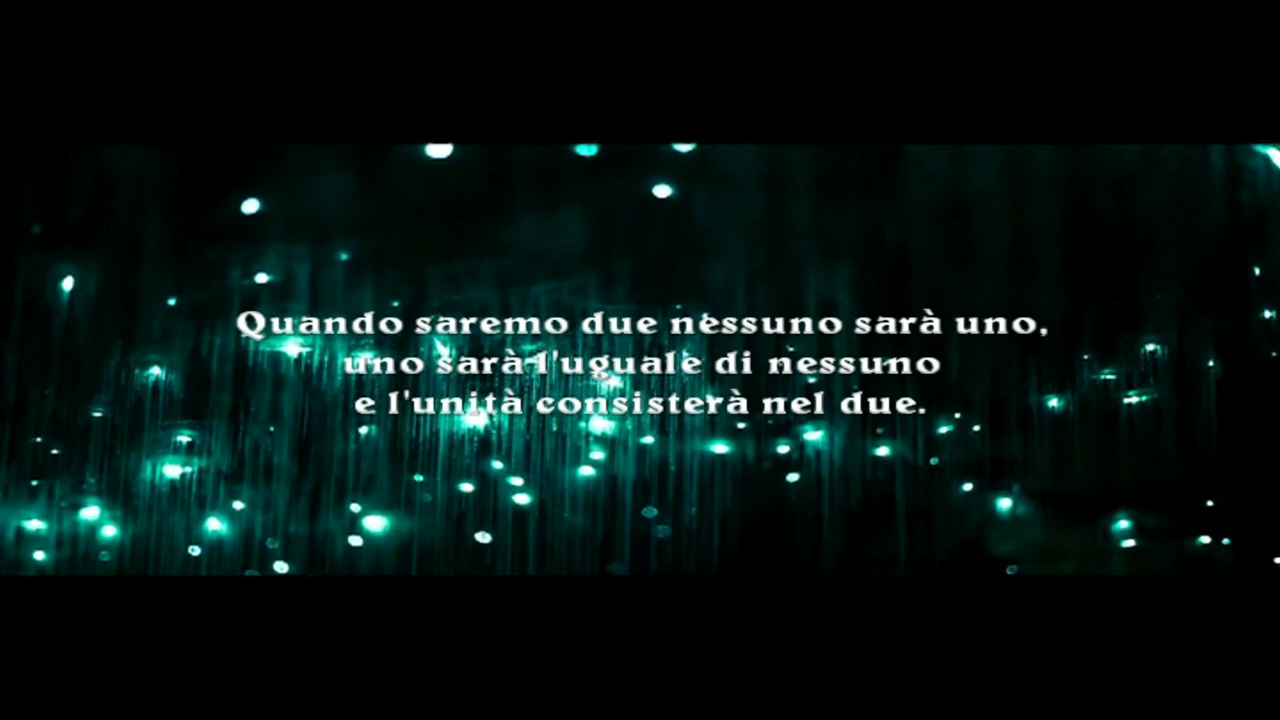 Quando saremo due nessuno sarà uno,
uno sarà l'uguale di nessuno
e l'unità consisterà nel due.